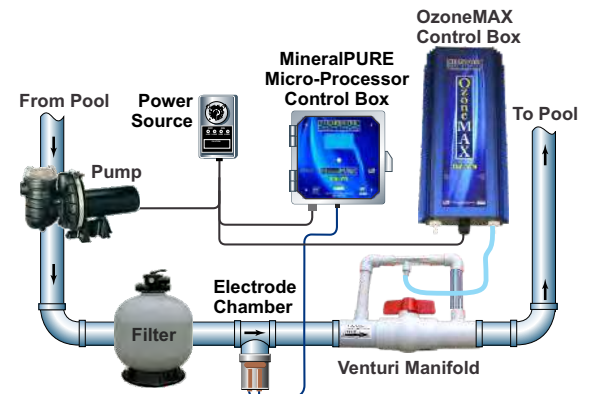 OzoneMAX
Control Box
MineralPURE
Micro-Processor
Control Box
From Pool
Power
Source
To Pool
Pump
OzoneMAX
Electrode
Chamber
Filter
Venturi Manifold